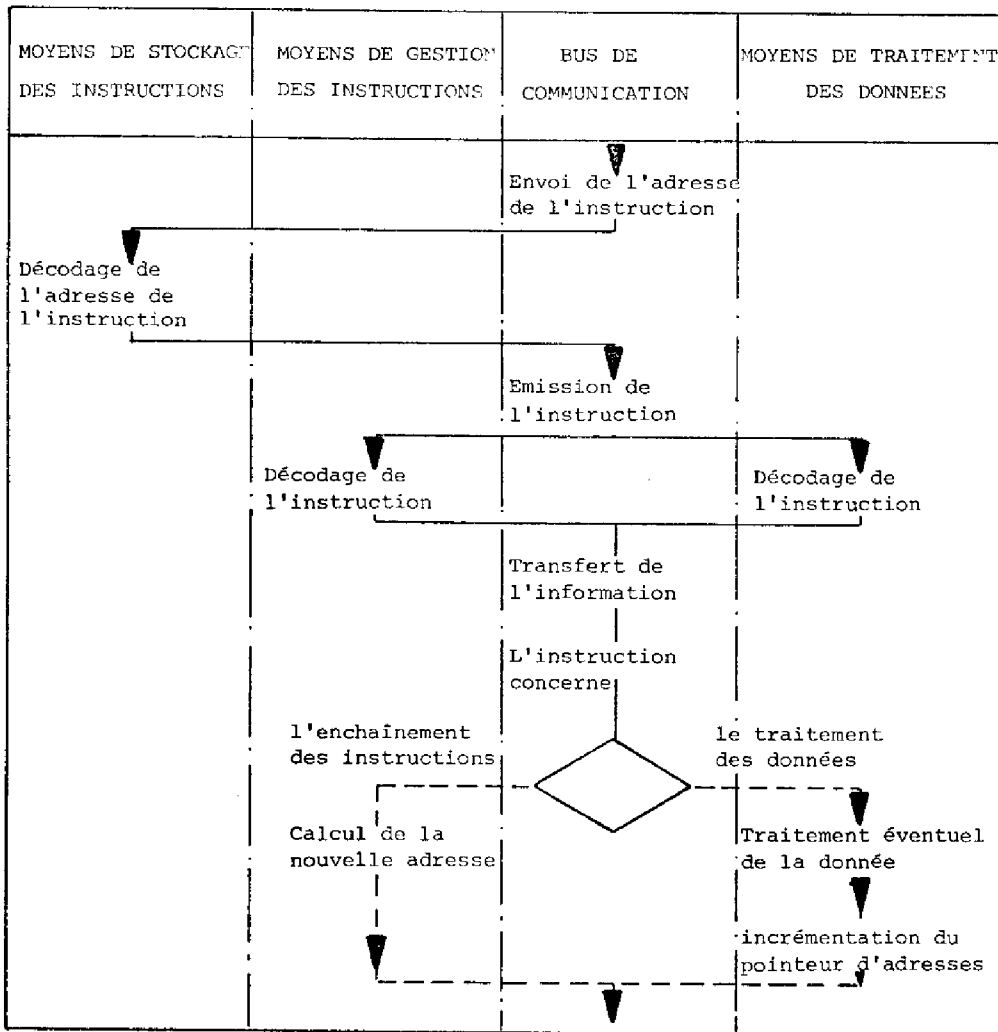 MOYENS DE STOCKAGE
DES INSTRUCTIONS
MOYENS DE GESTION
DES INSTRUCTIONS
BUS DE
COMMUNICATION
MOYENS DE TRAITEMENT
DES DONNEES
Envoi de l'adresse
de l'instruction
Décodage de
l'adresse de
l'instruction
Emission de
l'instruction
Décodage de
l'instruction
Décodage de
l'instruction
Transfert de
l'information
L'instruction
concerne
l'enchaînement
des instructions
le traitement
des données
Calcul de la
nouvelle adresse
Traitement éventuel
de la donnée
incrémentation du
pointeur d'adresses